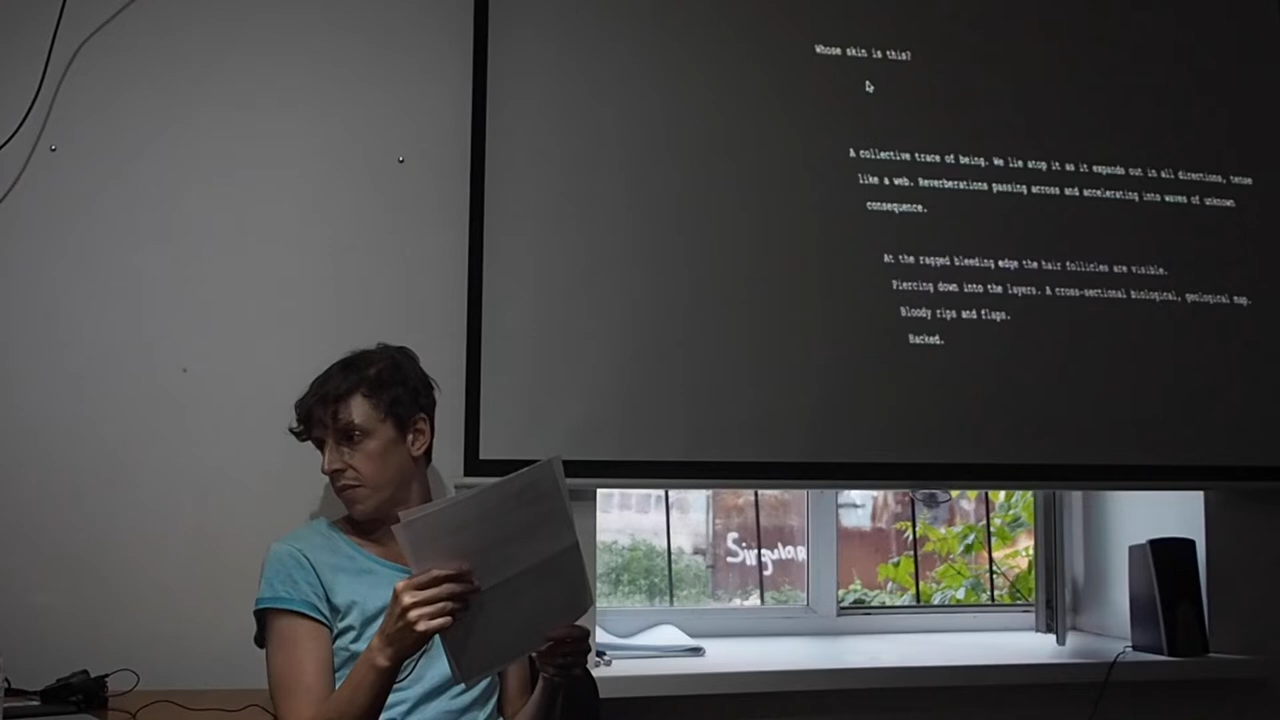 Whose skin is this?
A collective trace of being. We lie atop it as it expands out in all directions, tense
like a web. Reverberations passing across and accelerating into waves of unknown
consequence.
At the ragged bleeding edge the hair follicles are visible.
Piercing down into the layers. A cross-sectional biological, geological map.
Bloody rips and flaps.
Hacked.
Singular